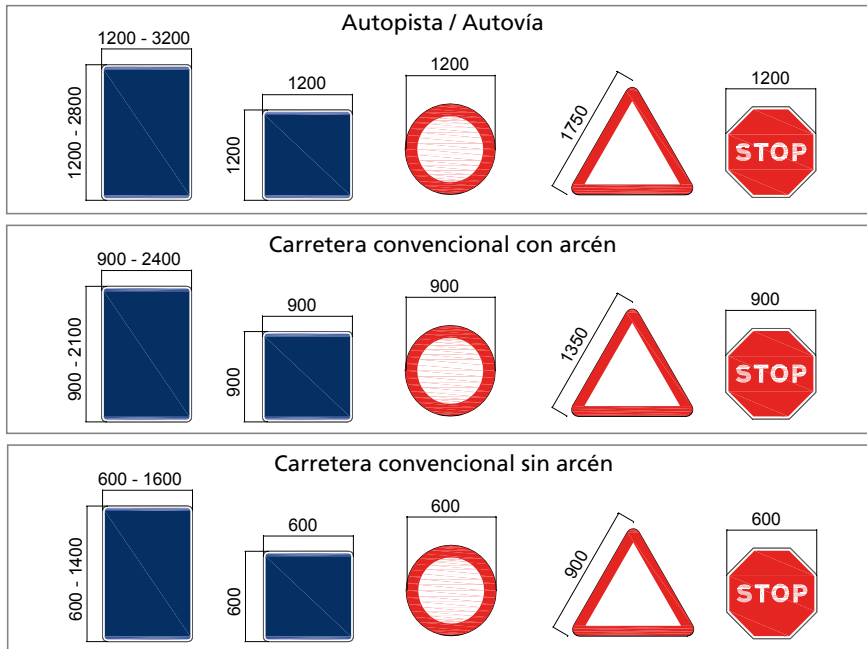 Autopista / Autovía
1200 - 3200
1200 - 2800
1200
1200
1200
1750
1200
STOP
Carretera convencional con arcén
900 - 2400
900 - 2100
900
900
900
1350
900
STOP
Carretera convencional sin arcén
600 - 1600
600 - 1400
600
600
600
900
600
STOP